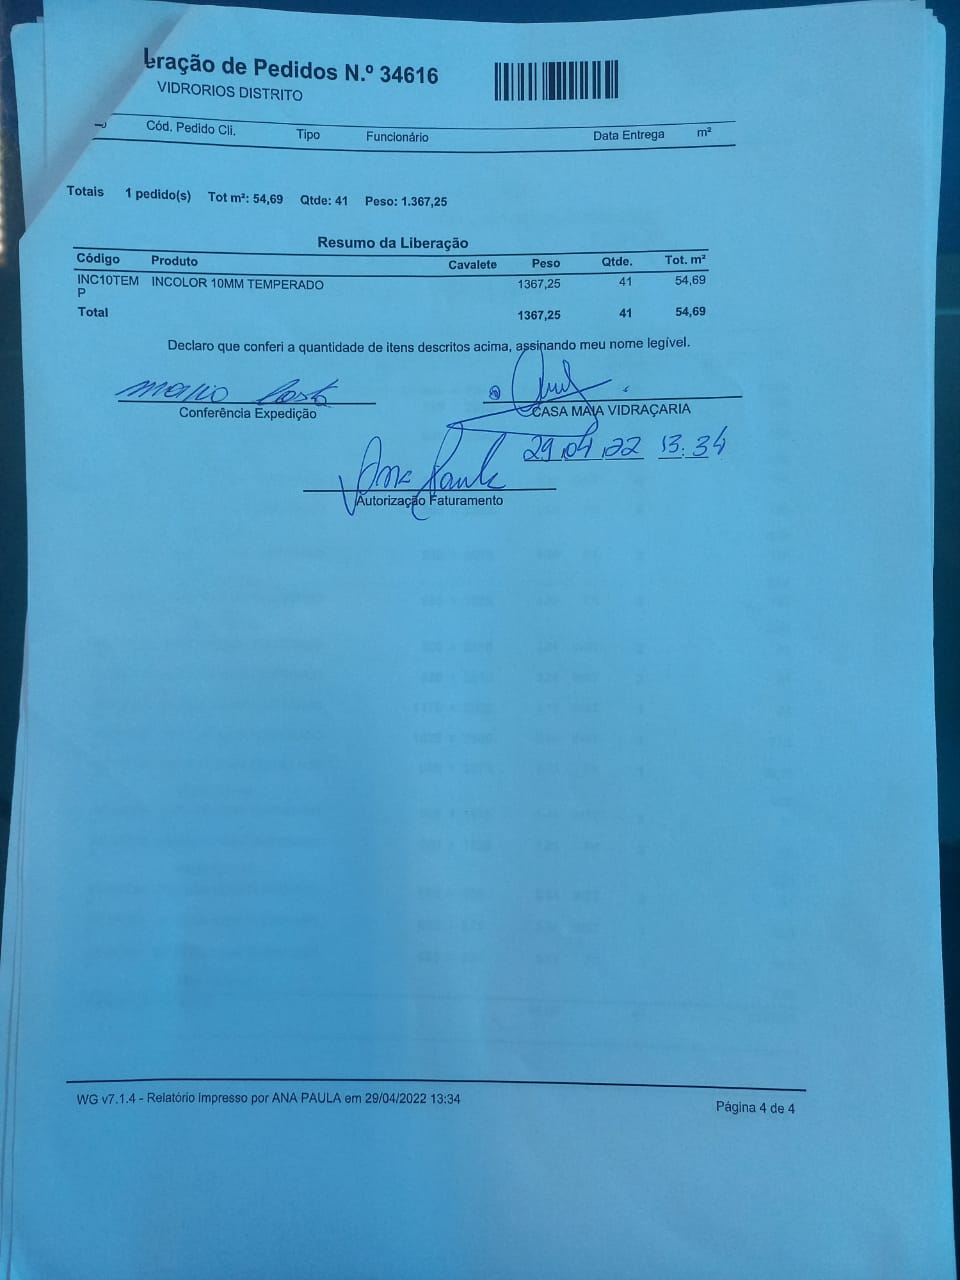 eração de Pedidos N.º 34616
VIDRORIOS DISTRITO
Cód. Pedido Cli. Tipo Funcionário Data Entrega m²
Totais 1 pedido(s) Tot m²: 54,69 Qtde: 41 Peso: 1.367,25
Resumo da Liberação
Código Produto Cavalete Peso Qtde. Tot. m²
INC10TEM INCOLOR 10MM TEMPERADO 1367,25 41 54,69
P
Total 1367,25 41 54,69
Declaro que conferi a quantidade de itens descritos acima, assinando meu nome legível.
Conferência Expedição CASA MAIA VIDRAÇARIA
29 04 22 13:34
Ana Paula
Autorização Faturamento
WG v7.1.4 - Relatório impresso por ANA PAULA em 29/04/2022 13:34
Página 4 de 4